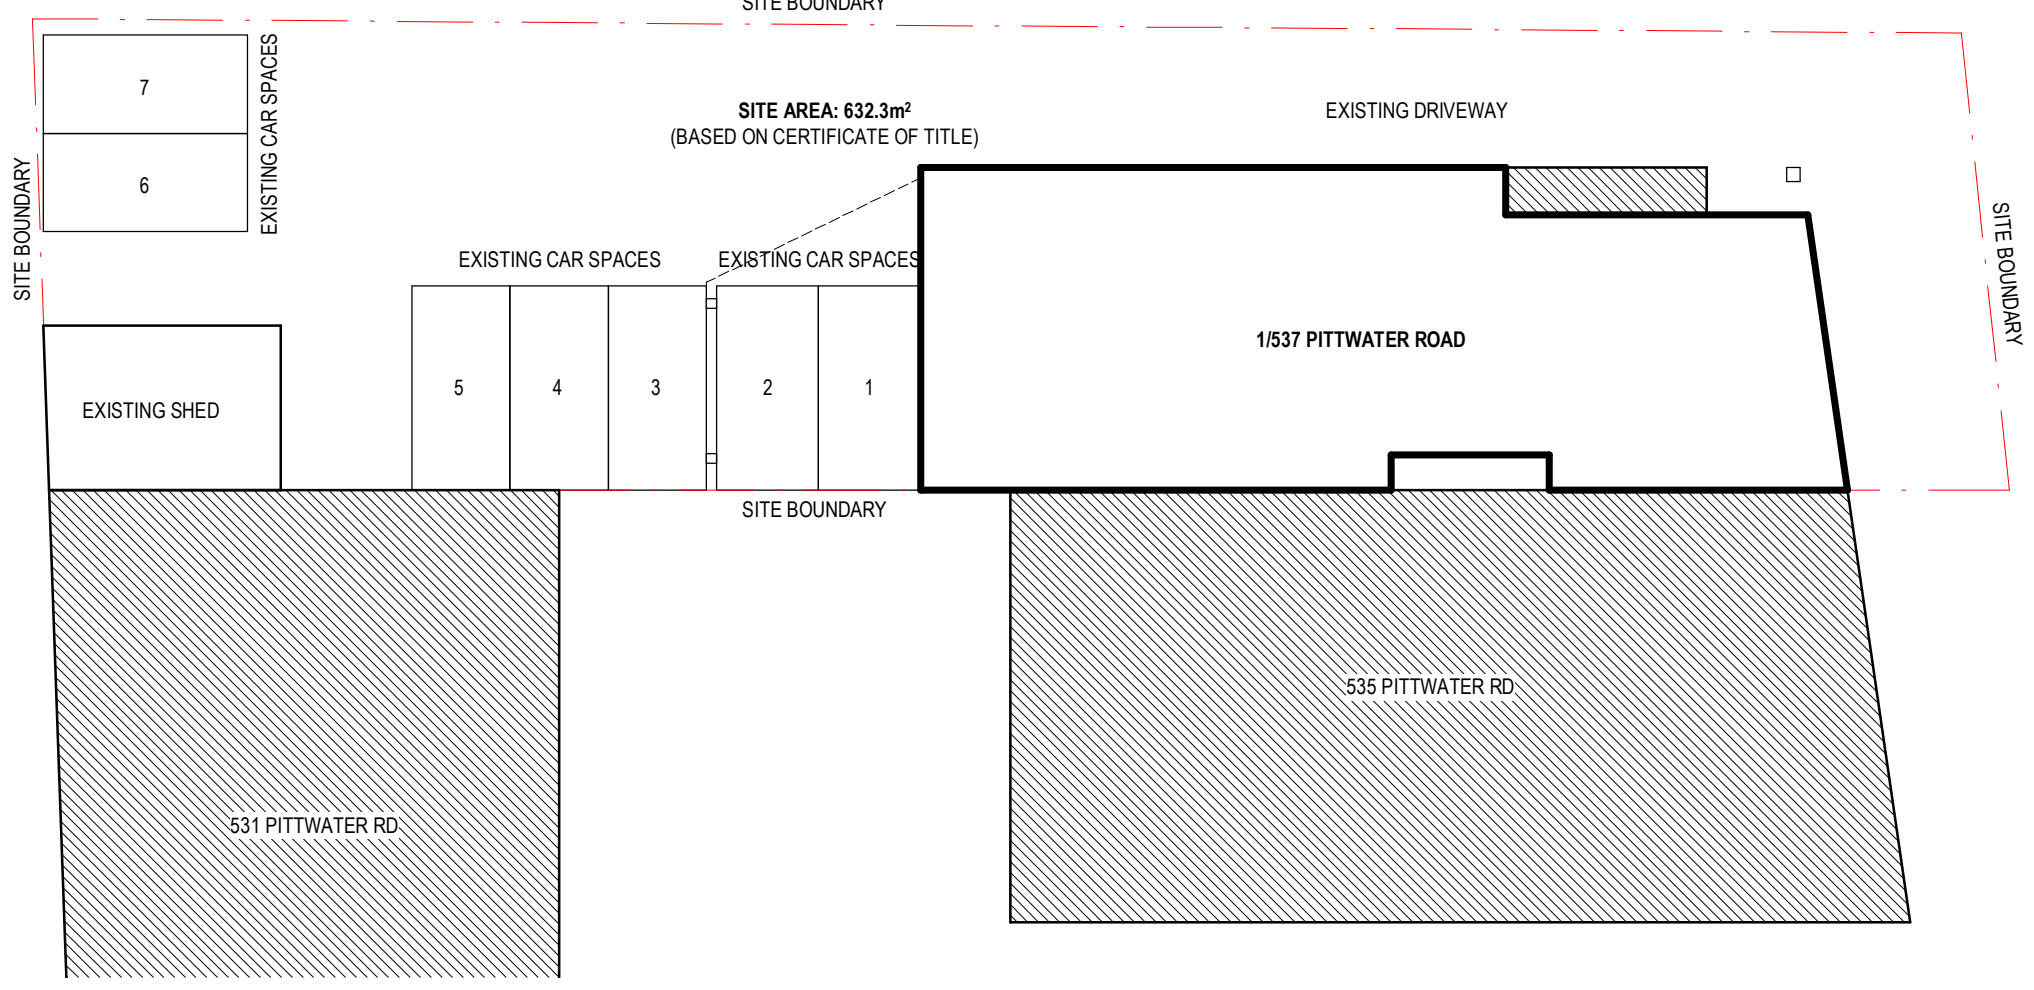 SITE BOUNDARY
7
EXISTING CAR SPACES
SITE AREA: 632.3m²
(BASED ON CERTIFICATE OF TITLE)
EXISTING DRIVEWAY
6
SITE BOUNDARY
SITE BOUNDARY
EXISTING CAR SPACES
EXISTING CAR SPACES
1/537 PITTWATER ROAD
5
4
3
2
1
EXISTING SHED
SITE BOUNDARY
535 PITTWATER RD
531 PITTWATER RD